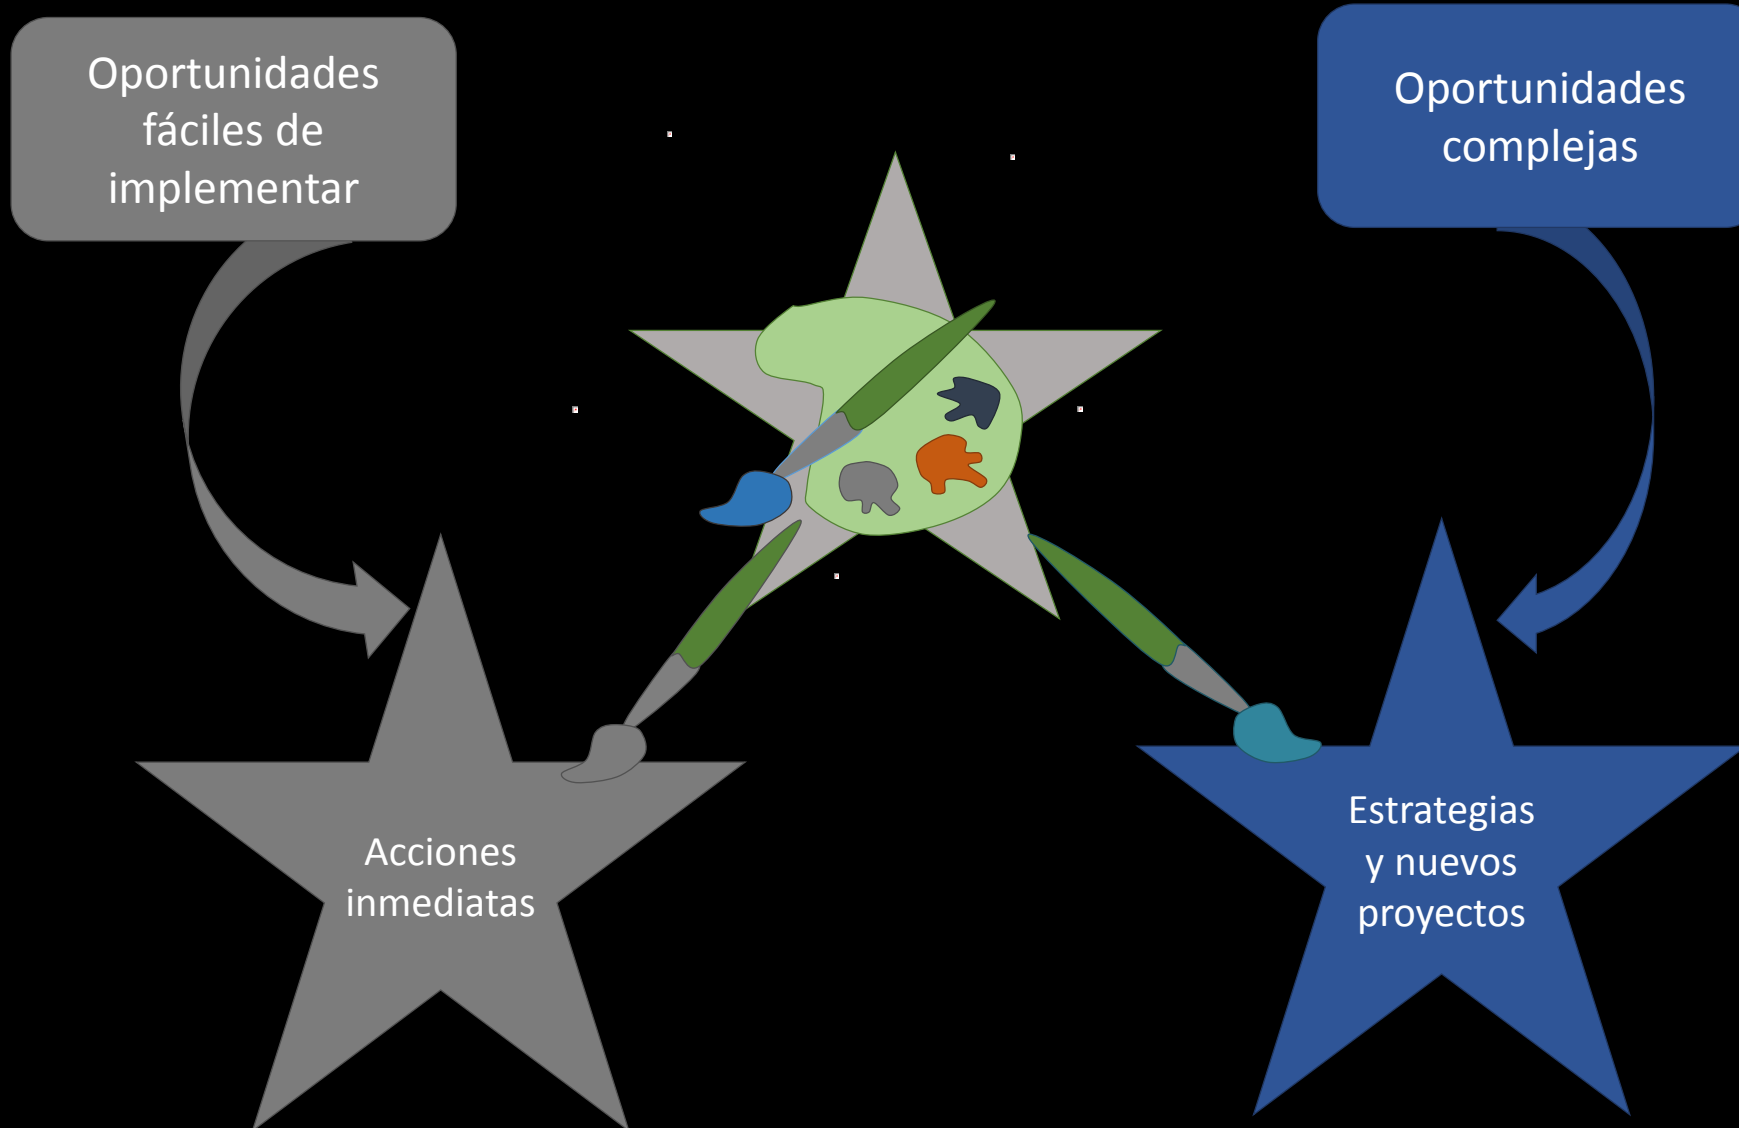 Oportunidades
fáciles de
implementar
Oportunidades
complejas
Acciones
inmediatas
Estrategias
y nuevos
proyectos